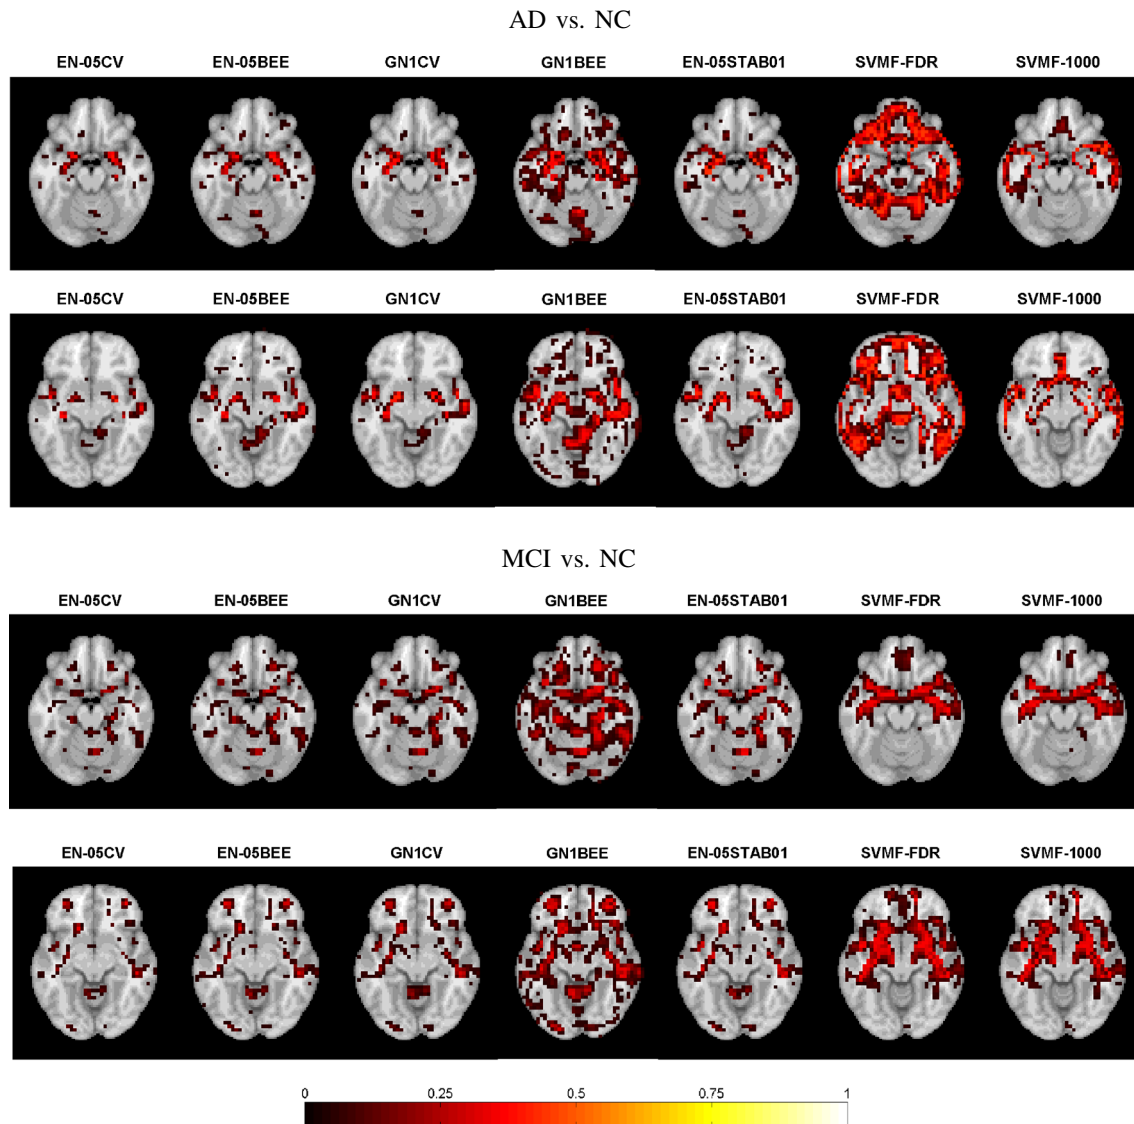 AD vs. NC
EN-05CV EN-05BEE GN1CV GN1BEE EN-05STAB01 SVMF-FDR SVMF-1000
EN-05CV EN-05BEE GN1CV GN1BEE EN-05STAB01 SVMF-FDR SVMF-1000
MCI vs. NC
EN-05CV EN-05BEE GN1CV GN1BEE EN-05STAB01 SVMF-FDR SVMF-1000
EN-05CV EN-05BEE GN1CV GN1BEE EN-05STAB01 SVMF-FDR SVMF-1000
0 0.25 0.5 0.75 1